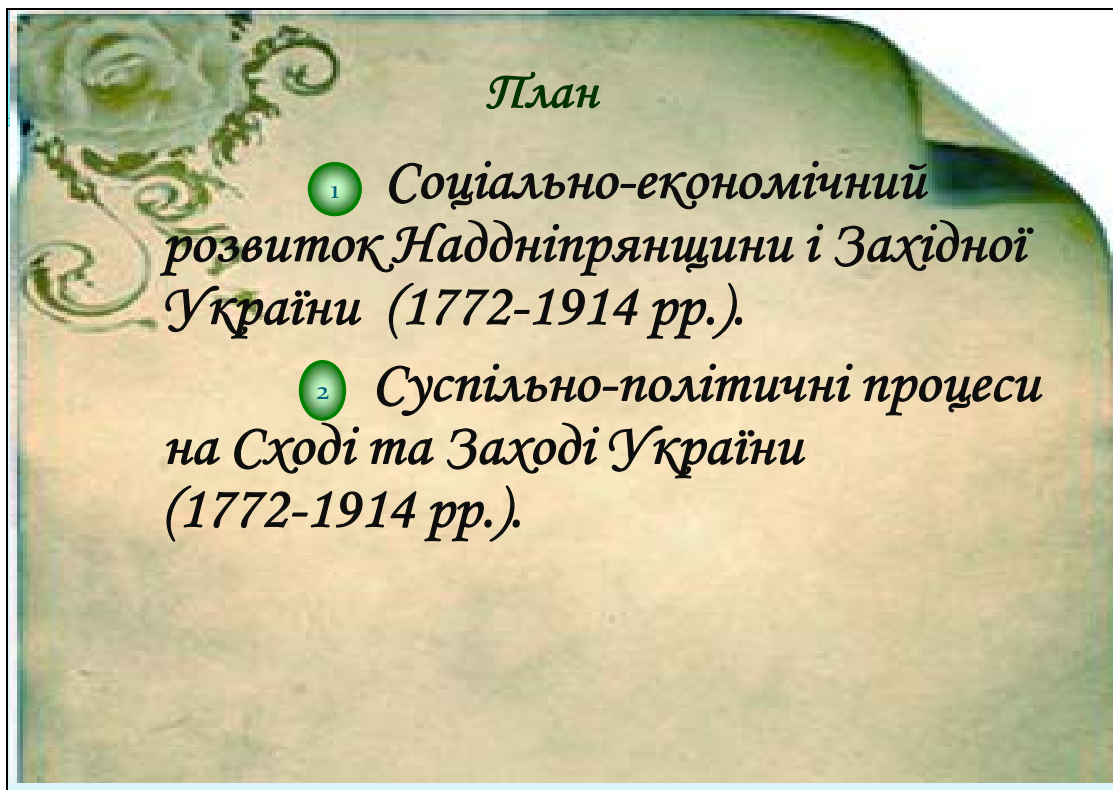 План
1 Соціально-економічний
розвиток Наддніпрянщини і Західної
України (1772-1914 рр.).
2 Суспільно-політичні процеси
на Сході та Заході України
(1772-1914 рр.).